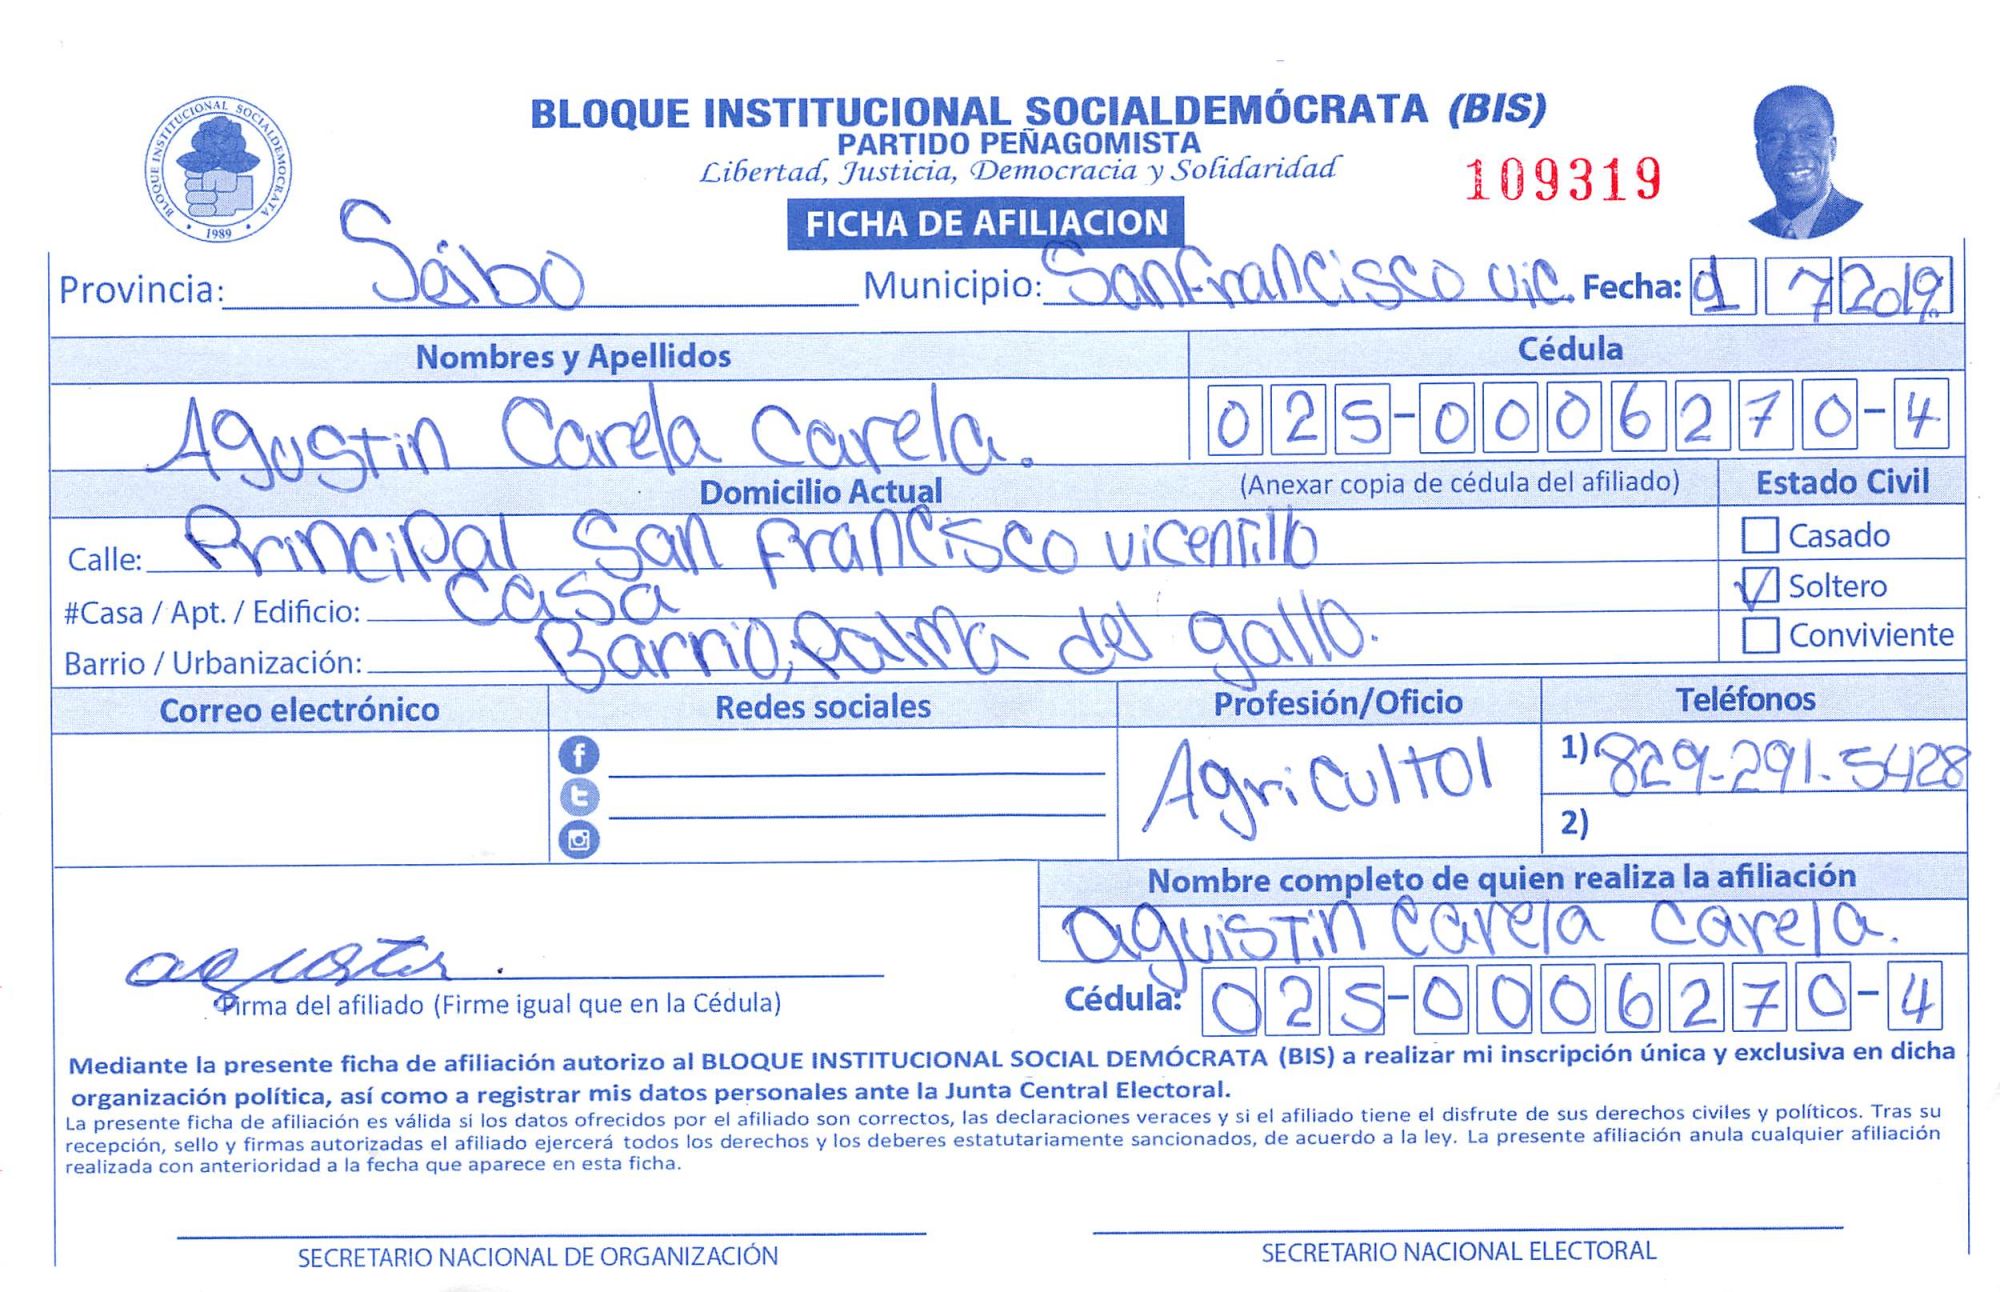 BLOQUE INSTITUCIONAL SOCIALDEMOCRATA
1989
BLOQUE INSTITUCIONAL SOCIALDEMÓCRATA (BIS)
PARTIDO PEÑAGOMISTA
Libertad, Justicia, Democracia y Solidaridad
109319
FICHA DE AFILIACION
Provincia: Seibo Municipio: San Francisco vic. Fecha: 9 7 2019.
Nombres y Apellidos Cédula
Agustin Carela Carela. 025-0006270-4
Domicilio Actual (Anexar copia de cédula del afiliado) Estado Civil
Calle: Principal San Francisco vicentillo Casado
#Casa / Apt. / Edificio: Casa Soltero
Barrio / Urbanización: Barrio, Palma del gallo. Conviviente
Correo electrónico Redes sociales Profesión/Oficio Teléfonos
Agricultol 1) 829-291-5428
2)
Nombre completo de quien realiza la afiliación
aguistin Carela Carela.
Firma del afiliado (Firme igual que en la Cédula) Cédula: 025-0006270-4
Mediante la presente ficha de afiliación autorizo al BLOQUE INSTITUCIONAL SOCIAL DEMÓCRATA (BIS) a realizar mi inscripción única y exclusiva en dicha
organización política, así como a registrar mis datos personales ante la Junta Central Electoral.
La presente ficha de afiliación es válida si los datos ofrecidos por el afiliado son correctos, las declaraciones veraces y si el afiliado tiene el disfrute de sus derechos civiles y políticos. Tras su
recepción, sello y firmas autorizadas el afiliado ejercerá todos los derechos y los deberes estatutariamente sancionados, de acuerdo a la ley. La presente afiliación anula cualquier afiliación
realizada con anterioridad a la fecha que aparece en esta ficha.
SECRETARIO NACIONAL DE ORGANIZACIÓN SECRETARIO NACIONAL ELECTORAL